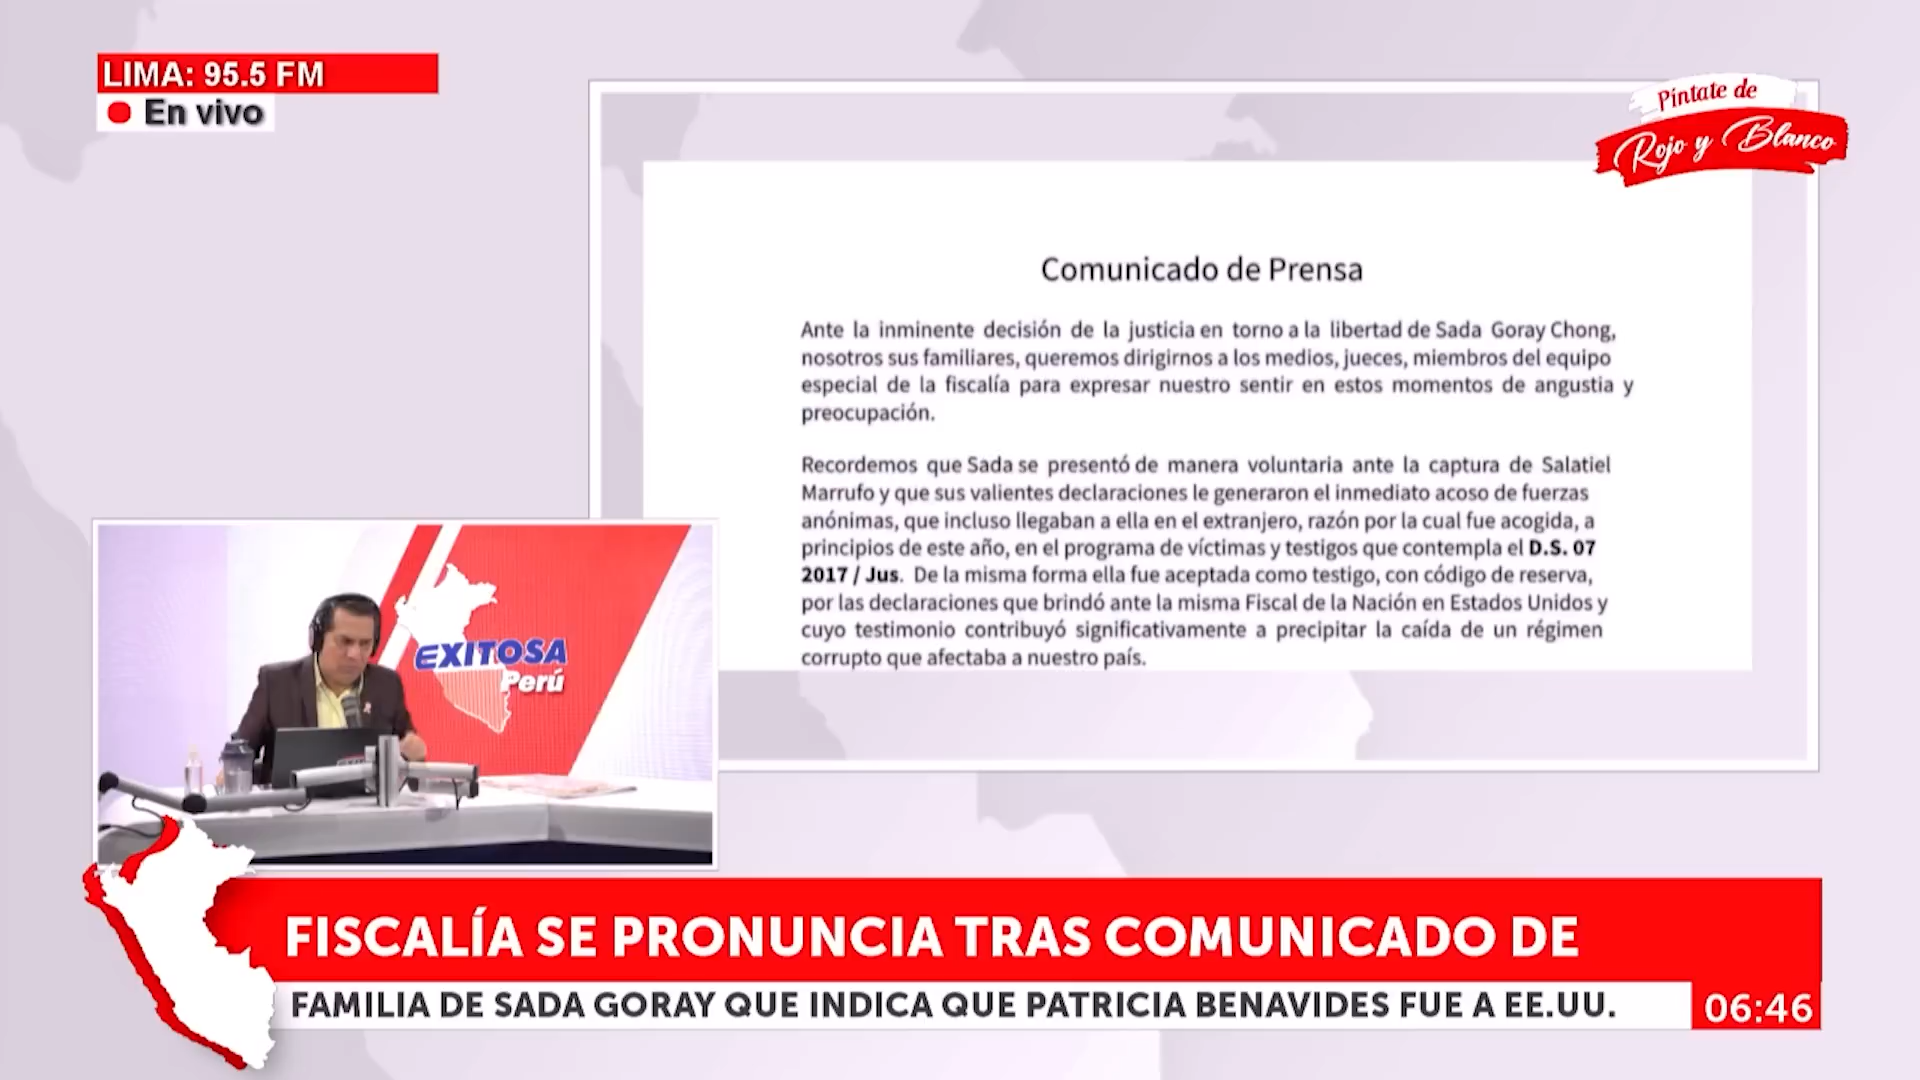 LIMA: 95.5 FM
En vivo
Píntate de
Rojo y Blanco
Comunicado de Prensa
Ante la inminente decisión de la justicia en torno a la libertad de Sada Goray Chong,
nosotros sus familiares, queremos dirigirnos a los medios, jueces, miembros del equipo
especial de la fiscalía para expresar nuestro sentir en estos momentos de angustia y
preocupación.
Recordemos que Sada se presentó de manera voluntaria ante la captura de Salatiel
Marrufo y que sus valientes declaraciones le generaron el inmediato acoso de fuerzas
anónimas, que incluso llegaban a ella en el extranjero, razón por la cual fue acogida, a
principios de este año, en el programa de víctimas y testigos que contempla el D.S. 07
2017 / Jus. De la misma forma ella fue aceptada como testigo, con código de reserva,
por las declaraciones que brindó ante la misma Fiscal de la Nación en Estados Unidos y
cuyo testimonio contribuyó significativamente a precipitar la caída de un régimen
corrupto que afectaba a nuestro país.
EXITOSA
Perú
FISCALÍA SE PRONUNCIA TRAS COMUNICADO DE
FAMILIA DE SADA GORAY QUE INDICA QUE PATRICIA BENAVIDES FUE A EE.UU.
06:46